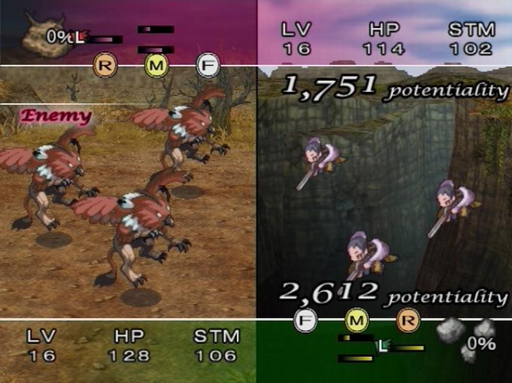 0% L
R M F
Enemy
LV HP STM
16 128 106
LV HP STM
16 114 102
1,751 potentiality
2,612 potentiality
F M R
L 0%